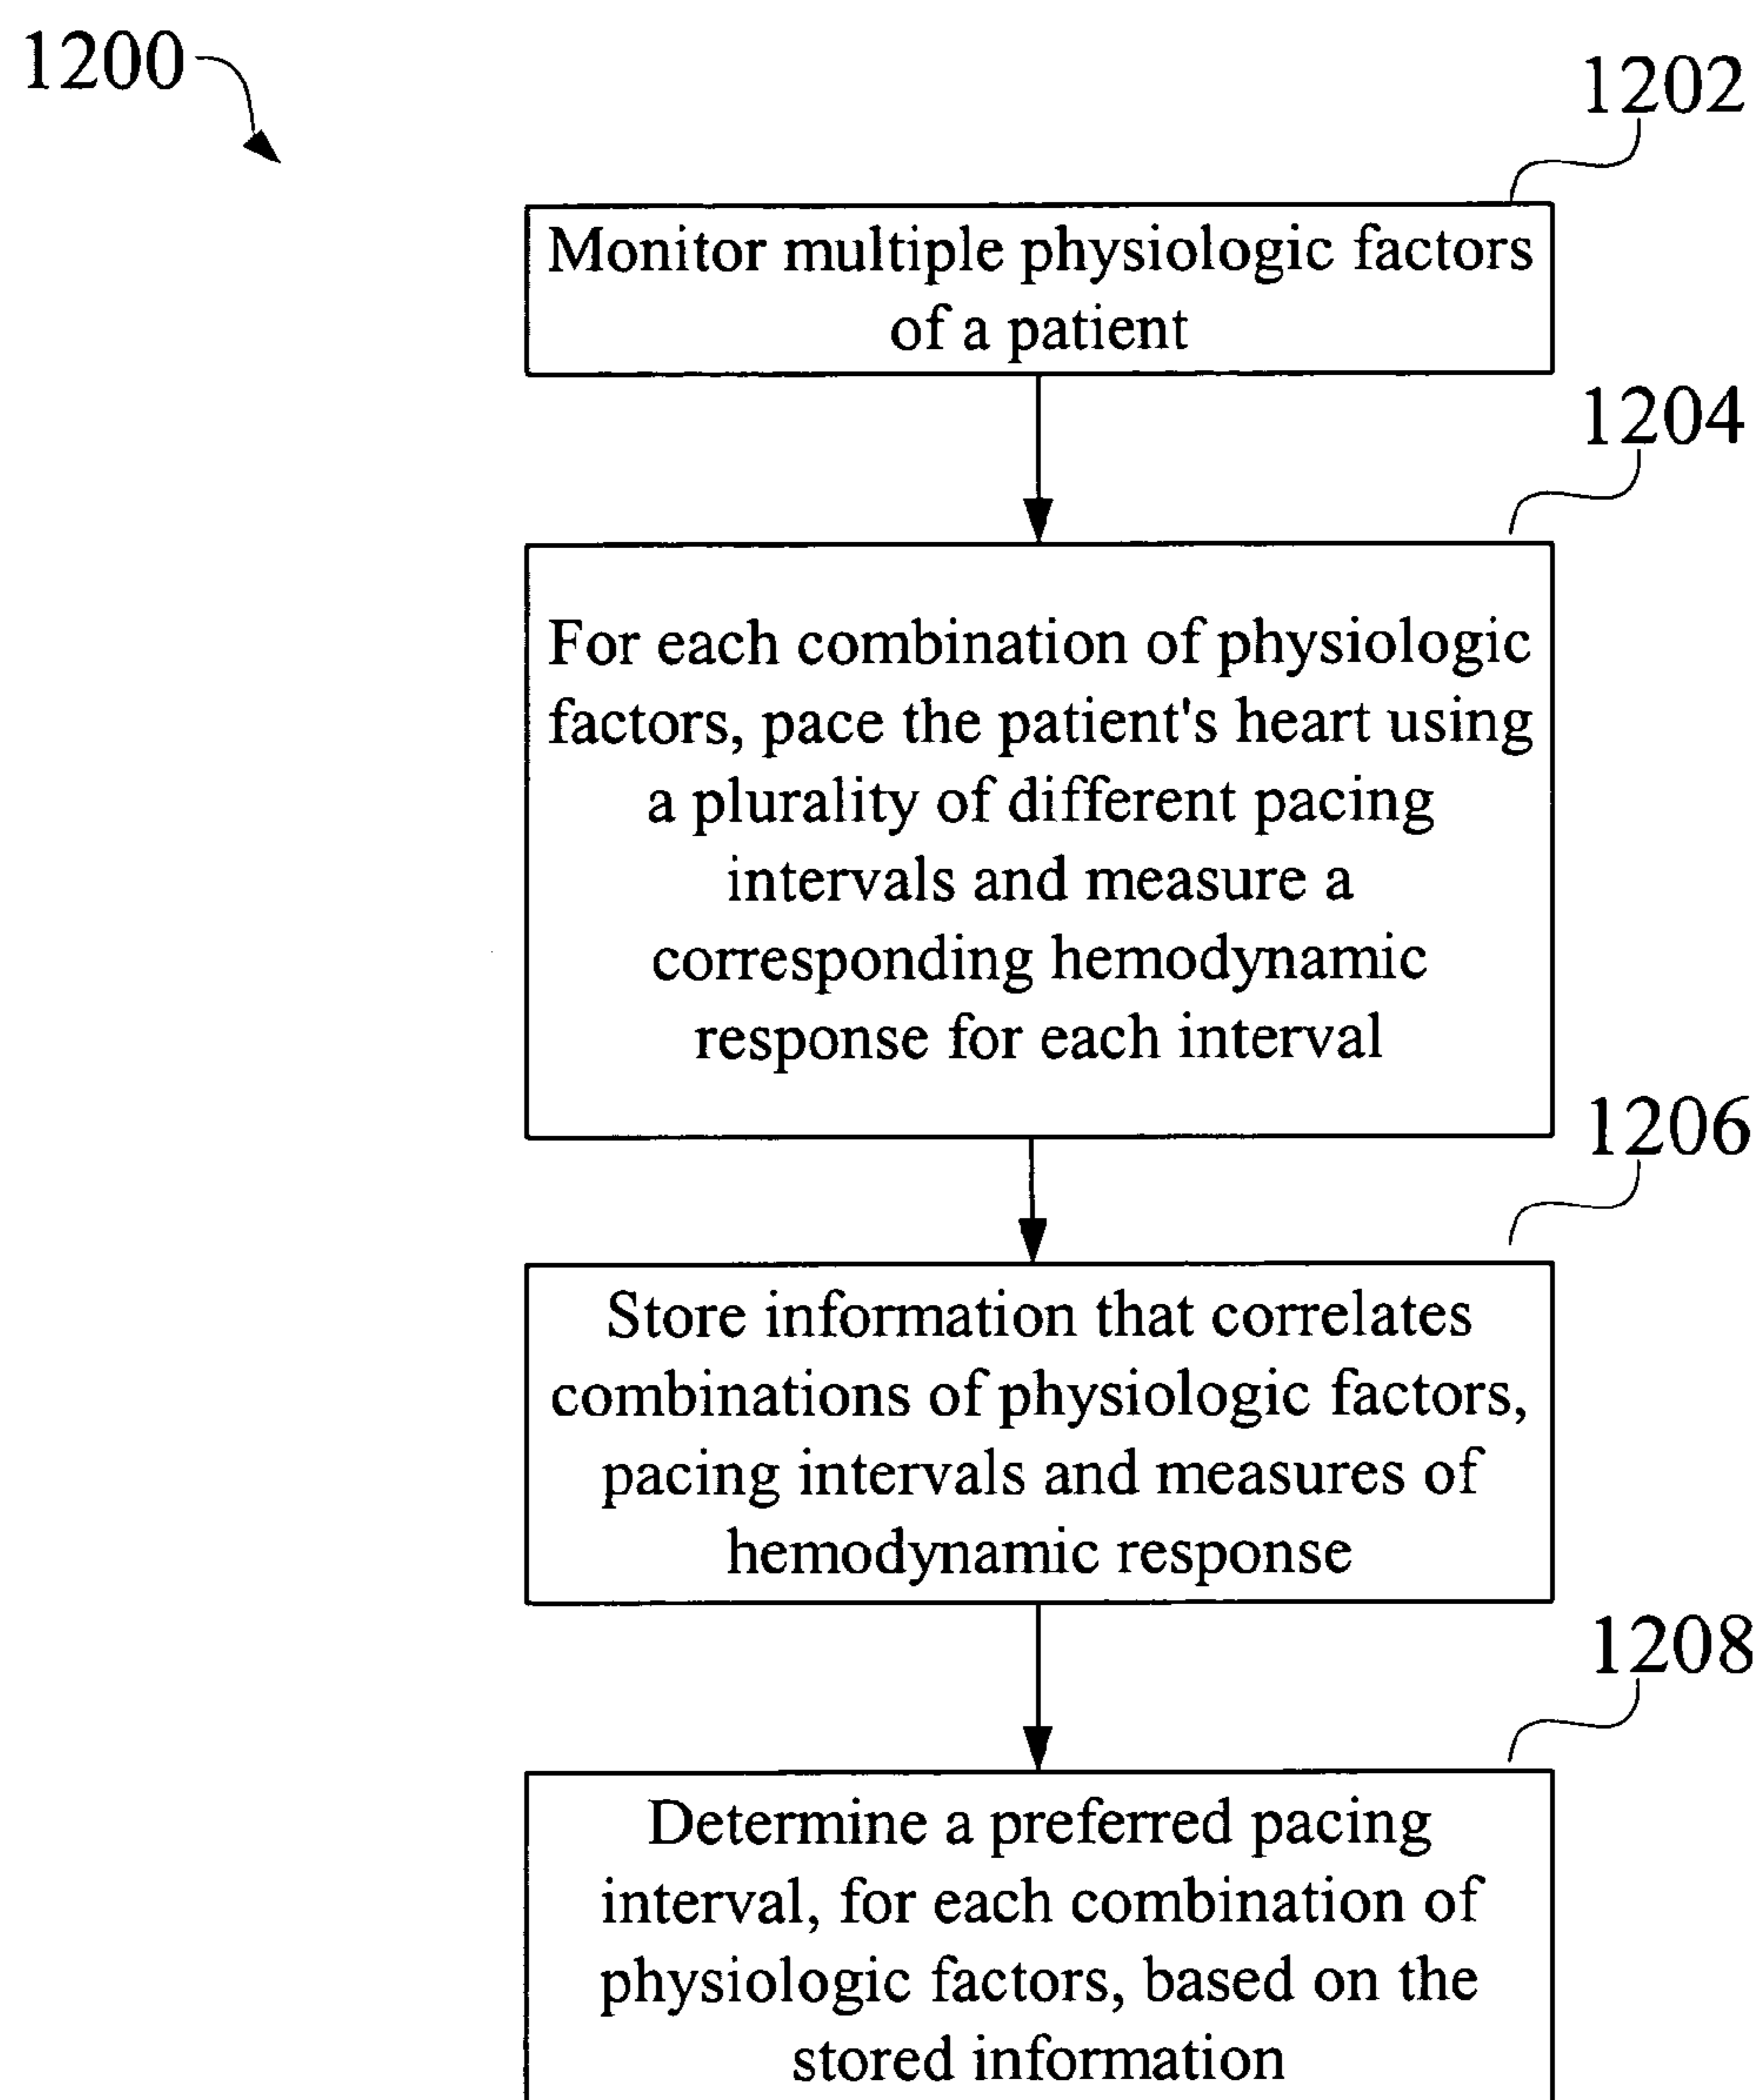 1200
1202
Monitor multiple physiologic factors
of a patient
1204
For each combination of physiologic
factors, pace the patient's heart using
a plurality of different pacing
intervals and measure a
corresponding hemodynamic
response for each interval
1206
Store information that correlates
combinations of physiologic factors,
pacing intervals and measures of
hemodynamic response
1208
Determine a preferred pacing
interval, for each combination of
physiologic factors, based on the
stored information